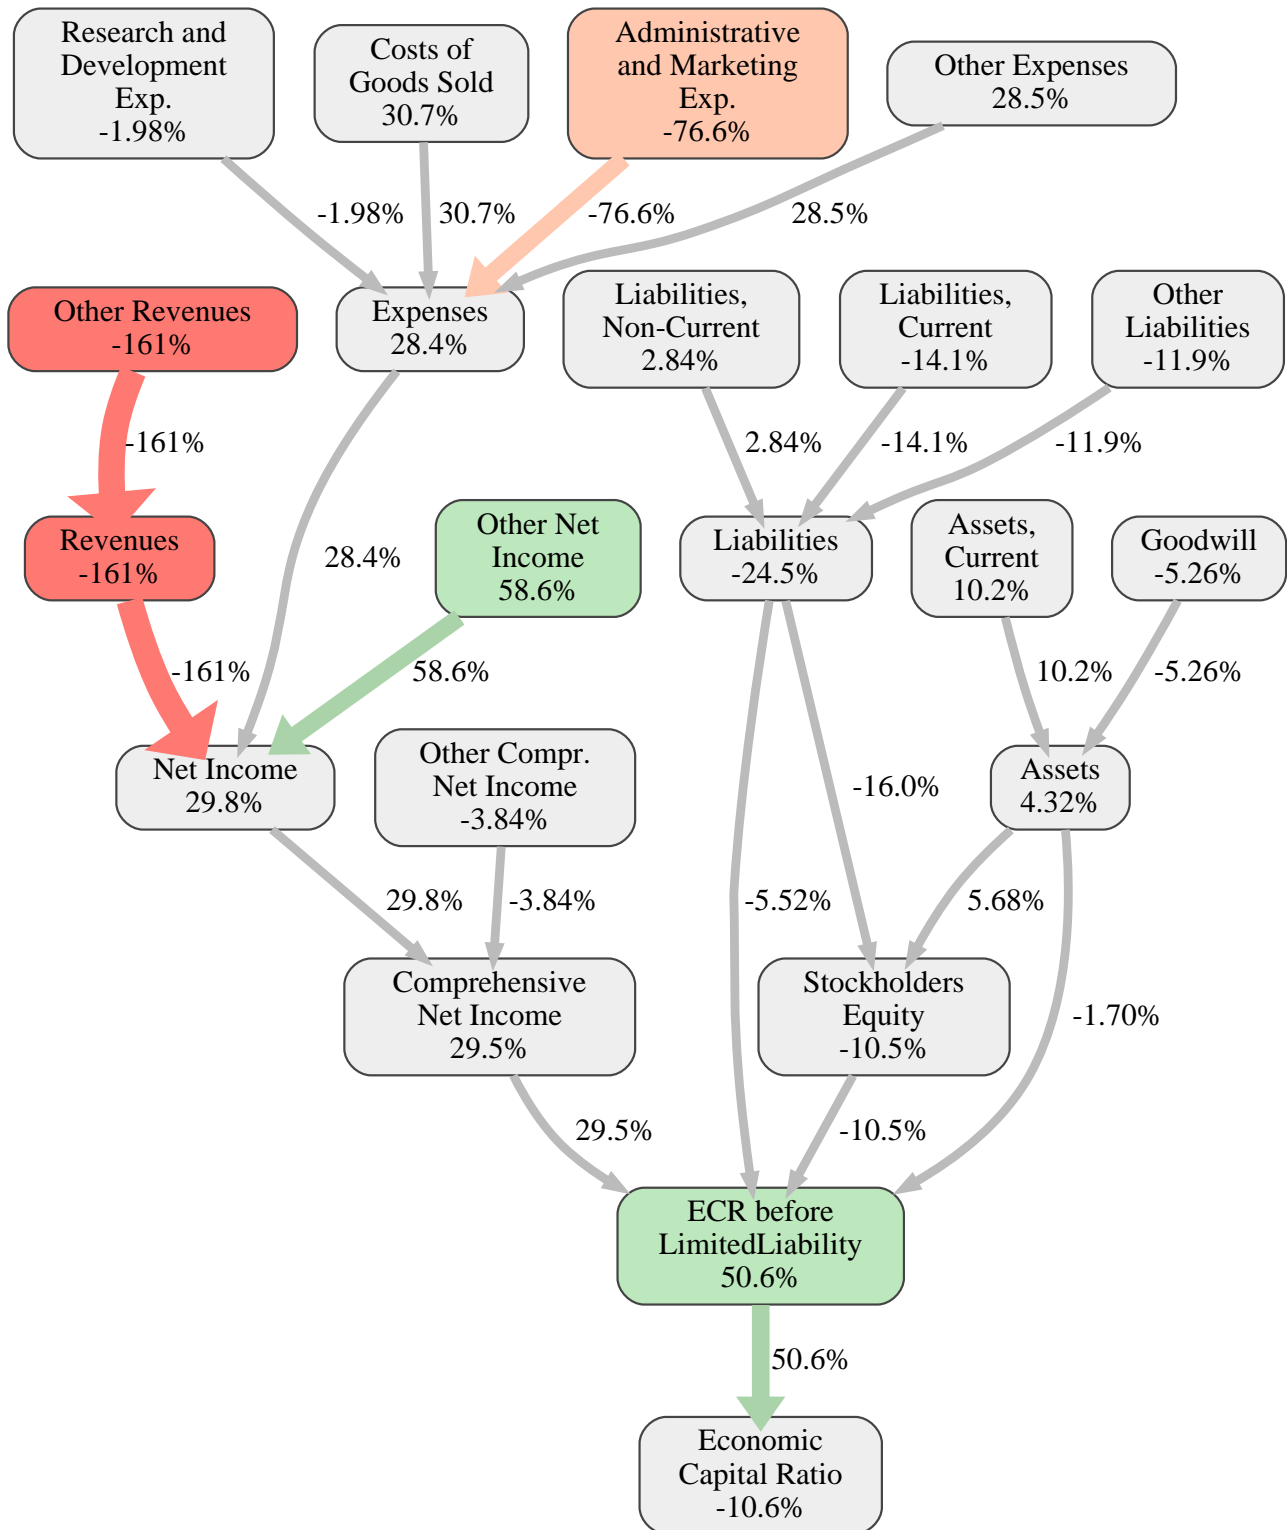 Research and
Development
Exp.
-1.98%
Costs of
Goods Sold
30.7%
Administrative
and Marketing
Exp.
-76.6%
Other Expenses
28.5%
-1.98%
30.7%
-76.6%
28.5%
Other Revenues
-161%
Expenses
28.4%
Liabilities,
Non-Current
2.84%
Liabilities,
Current
-14.1%
Other
Liabilities
-11.9%
-161%
2.84%
-14.1%
-11.9%
Revenues
-161%
28.4%
Other Net
Income
58.6%
Liabilities
-24.5%
Assets,
Current
10.2%
Goodwill
-5.26%
-161%
58.6%
10.2%
-5.26%
Net Income
29.8%
Other Compr.
Net Income
-3.84%
-16.0%
Assets
4.32%
29.8%
-3.84%
-5.52%
5.68%
Comprehensive
Net Income
29.5%
Stockholders
Equity
-10.5%
-1.70%
29.5%
-10.5%
ECR before
LimitedLiability
50.6%
50.6%
Economic
Capital Ratio
-10.6%